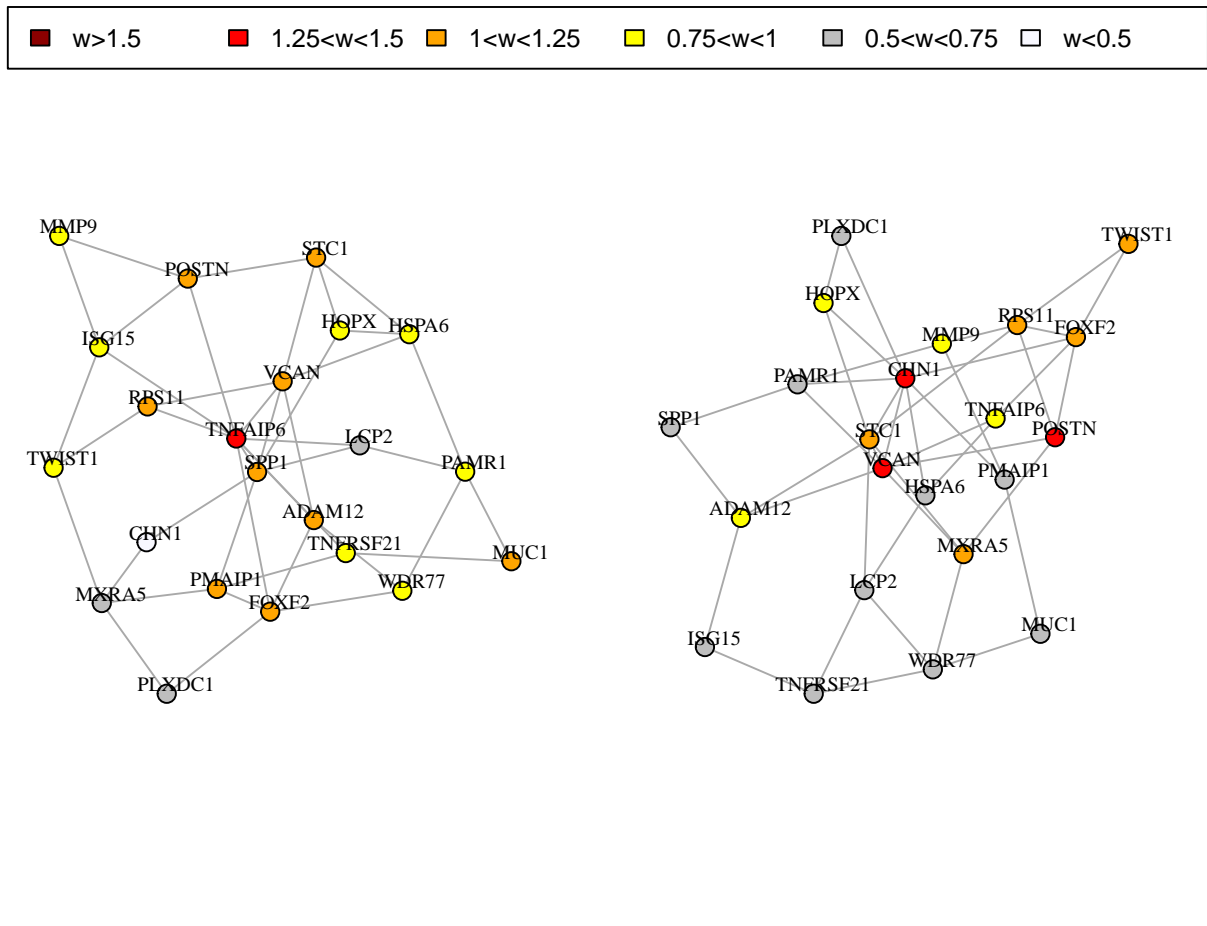 w>1.5 1.25<w<1.5 1<w<1.25 0.75<w<1 0.5<w<0.75 w<0.5
MMP9
POSTN
STC1
ISG15
HOPX
HSPA6
VCAN
RPS11
TNFAIP6
LCP2
TWIST1
SPP1
PAMR1
CHN1
ADAM12
TNFRSF21
MUC1
MXRA5
PMAIP1
FOXF2
WDR77
PLXDC1
PLXDC1
TWIST1
HOPX
RPS11
FOXF2
MMP9
PAMR1
CHN1
SPP1
TNFAIP6
STC1
POSTN
VCAN
PMAIP1
HSPA6
ADAM12
MXRA5
LCP2
ISG15
MUC1
WDR77
TNFRSF21